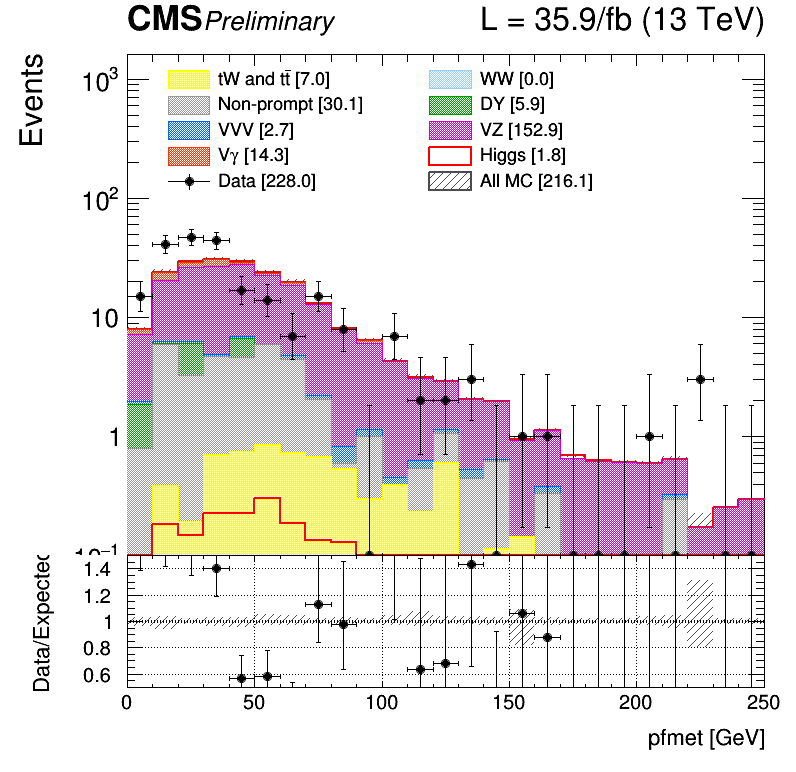 CMS Preliminary L = 35.9/fb (13 TeV)
Events
tW and tt̄ [7.0] WW [0.0]
Non-prompt [30.1] DY [5.9]
VVV [2.7] VZ [152.9]
Vγ [14.3] Higgs [1.8]
Data [228.0] All MC [216.1]
10³
10²
10
1
10⁻¹
Data/Expected
1.4
1.2
1
0.8
0.6
0 50 100 150 200 250
pfmet [GeV]